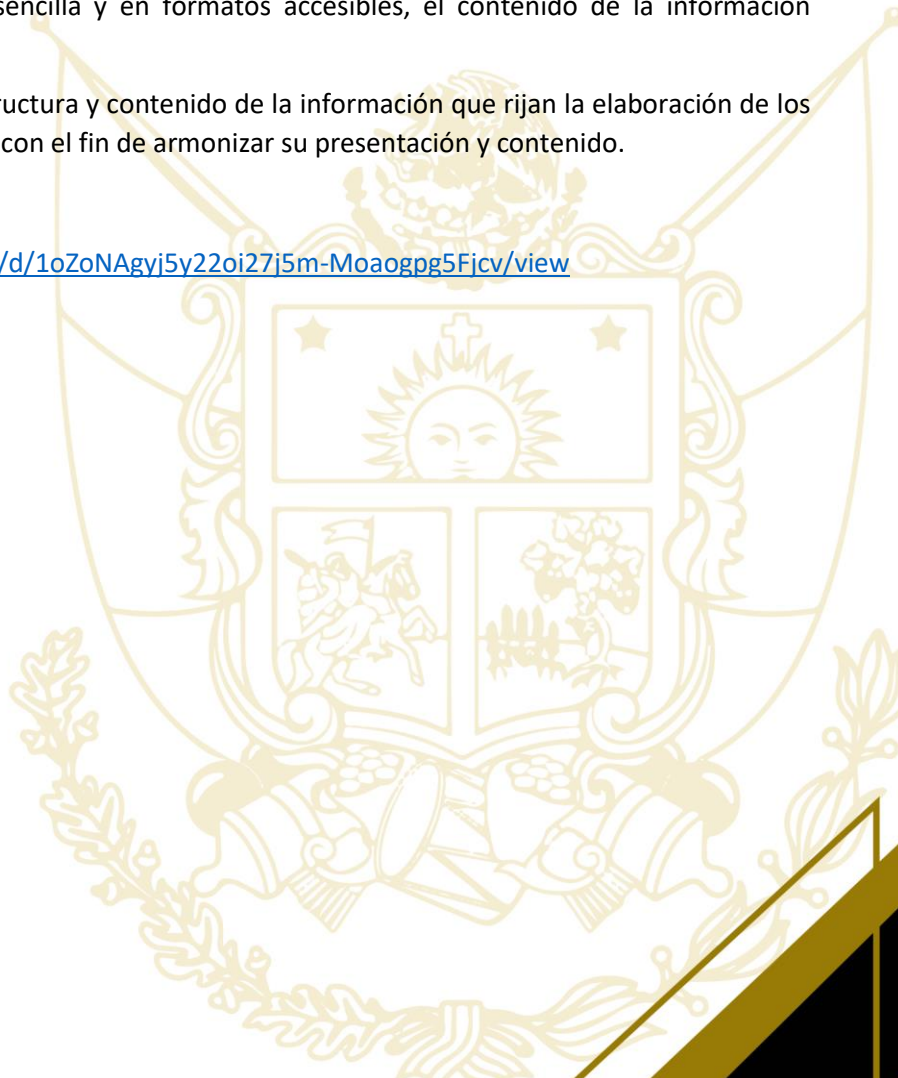 sencilla y en formatos accesibles, el contenido de la información
ructura y contenido de la información que rijan la elaboración de los
con el fin de armonizar su presentación y contenido.
/d/1oZoNAgyj5y22oi27j5m-Moaogpg5Fjcv/view